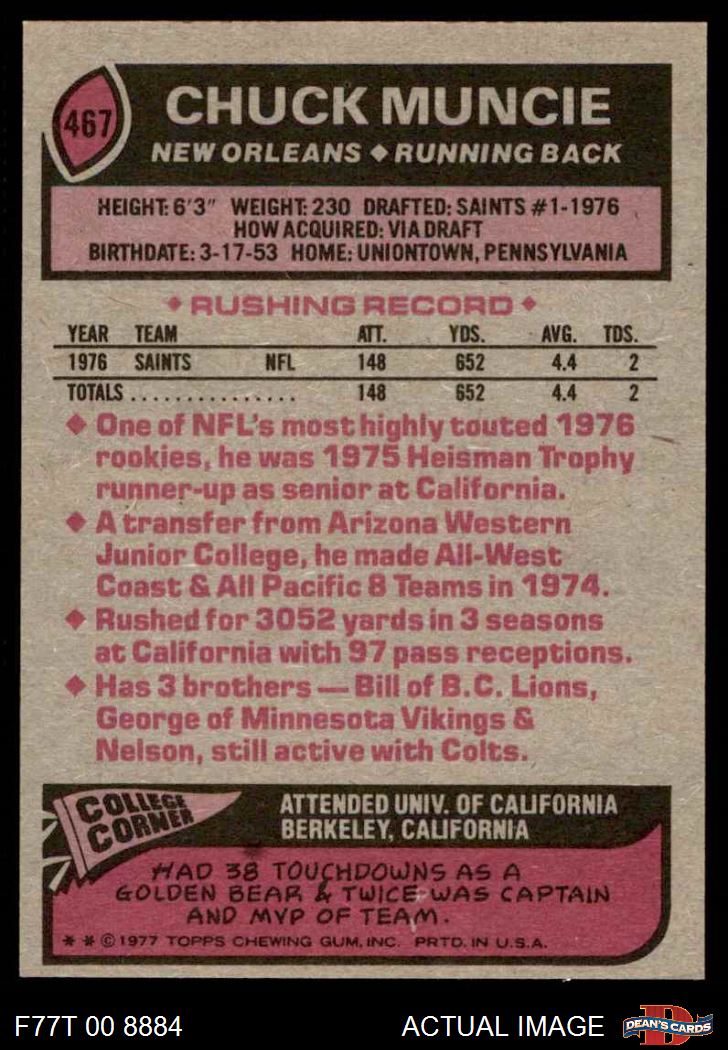 467
CHUCK MUNCIE
NEW ORLEANS ◆ RUNNING BACK
HEIGHT: 6'3" WEIGHT: 230 DRAFTED: SAINTS #1-1976
HOW ACQUIRED: VIA DRAFT
BIRTHDATE: 3-17-53 HOME: UNIONTOWN, PENNSYLVANIA
◆ RUSHING RECORD ◆
YEAR TEAM ATT. YDS. AVG. TDS.
1976 SAINTS NFL 148 652 4.4 2
TOTALS ............... 148 652 4.4 2
◆ One of NFL's most highly touted 1976
rookies, he was 1975 Heisman Trophy
runner-up as senior at California.
◆ A transfer from Arizona Western
Junior College, he made All-West
Coast & All Pacific 8 Teams in 1974.
◆ Rushed for 3052 yards in 3 seasons
at California with 97 pass receptions.
◆ Has 3 brothers — Bill of B.C. Lions,
George of Minnesota Vikings &
Nelson, still active with Colts.
COLLEGE
CORNER
ATTENDED UNIV. OF CALIFORNIA
BERKELEY, CALIFORNIA
HAD 38 TOUCHDOWNS AS A
GOLDEN BEAR & TWICE WAS CAPTAIN
AND MVP OF TEAM.
* * © 1977 TOPPS CHEWING GUM, INC. PRTD. IN U.S.A.
F77T 00 8884 ACTUAL IMAGE
D
DEAN'S CARDS